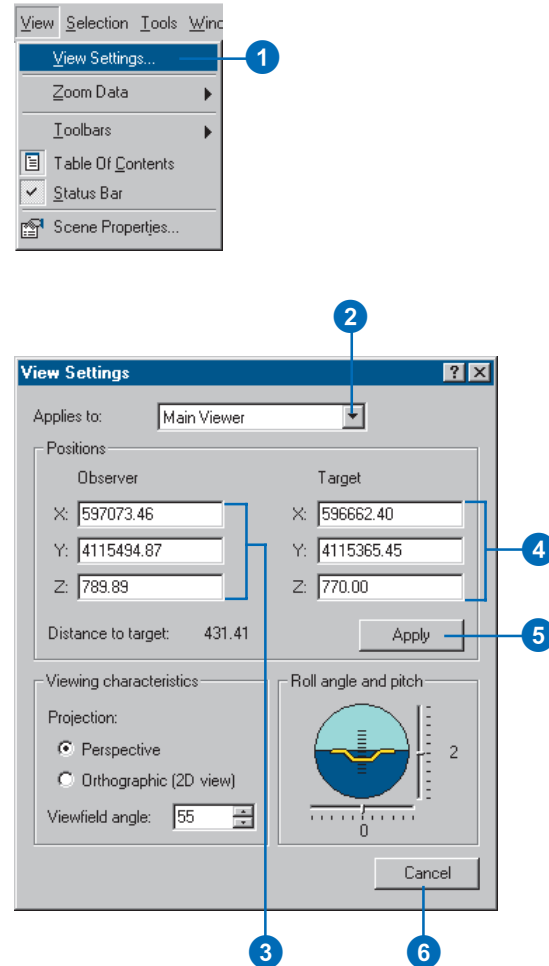 View Selection Tools Winc
View Settings... 1
Zoom Data
Toolbars
Table Of Contents
Status Bar
Scene Properties...
2
View Settings
Applies to: Main Viewer
Positions
Observer Target
X: 597073.46 X: 596662.40
Y: 4115494.87 Y: 4115365.45 4
Z: 789.89 Z: 770.00
Distance to target: 431.41 Apply 5
Viewing characteristics Roll angle and pitch
Projection:
Perspective 2
Orthographic (2D view)
Viewfield angle: 55
0
Cancel
3 6